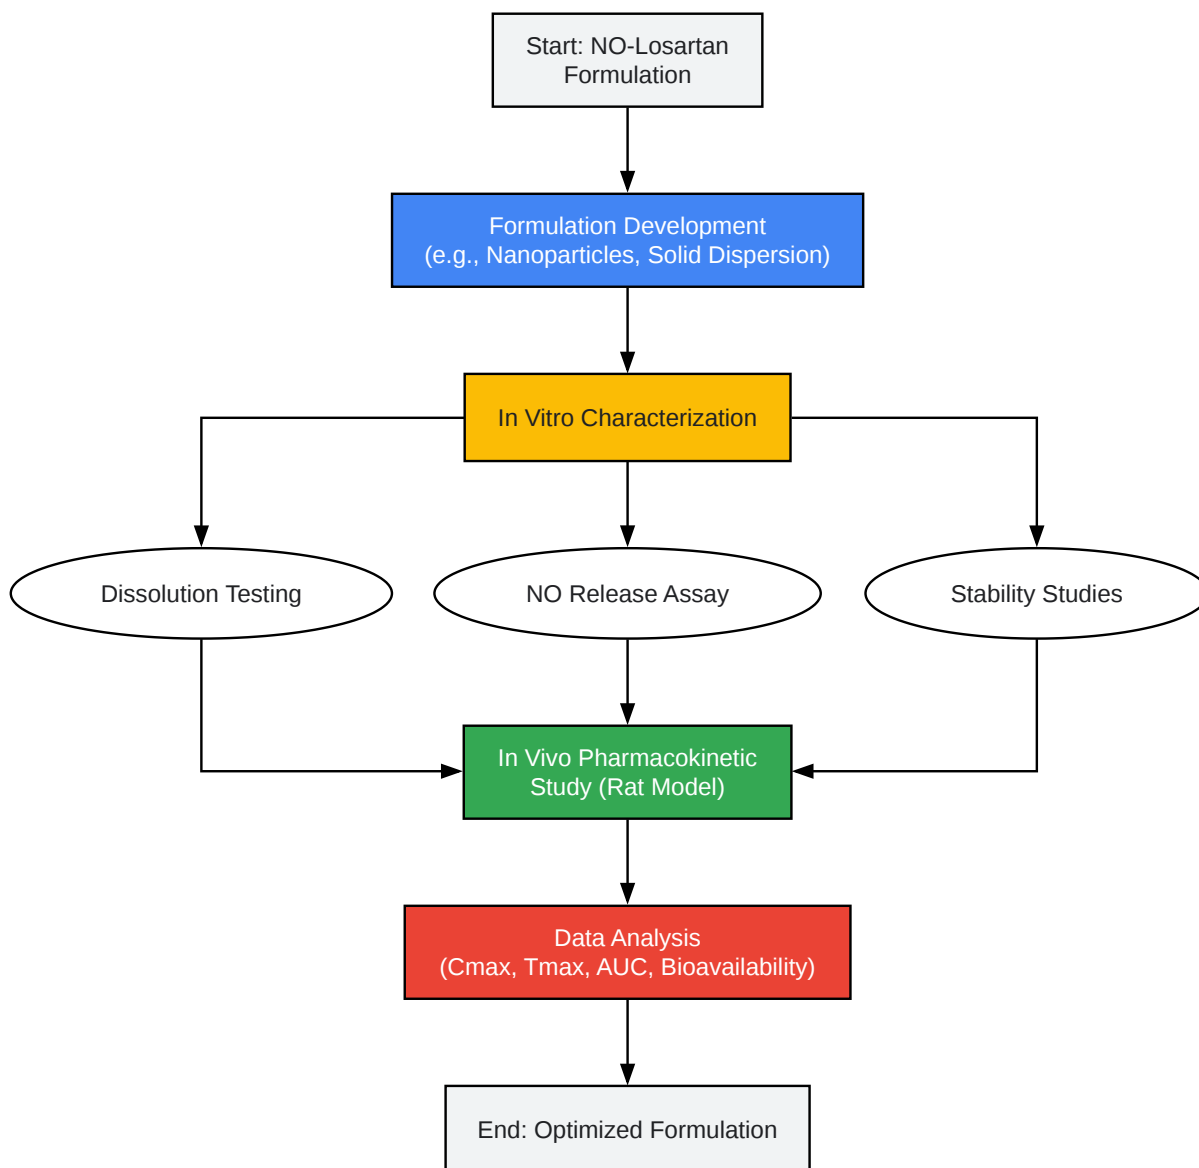 Start: NO-Losartan
Formulation
Formulation Development
(e.g., Nanoparticles, Solid Dispersion)
In Vitro Characterization
Dissolution Testing
NO Release Assay
Stability Studies
In Vivo Pharmacokinetic
Study (Rat Model)
Data Analysis
(Cmax, Tmax, AUC, Bioavailability)
End: Optimized Formulation